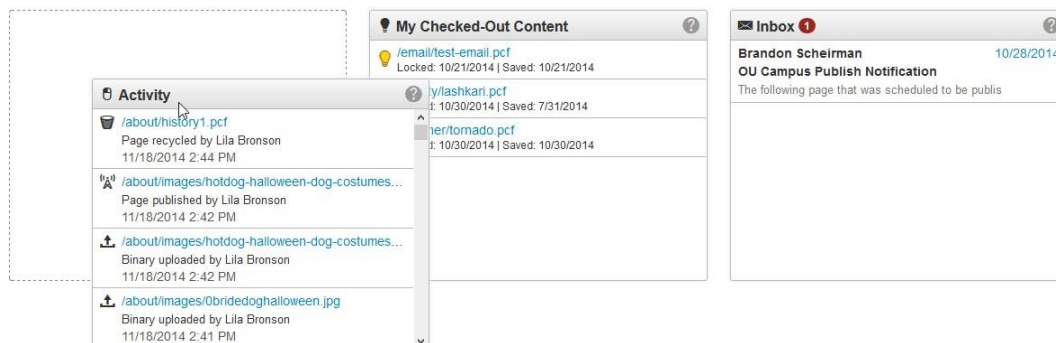 My Checked-Out Content
/email/test-email.pcf
Locked: 10/21/2014 | Saved: 10/21/2014
y/lashkari.pcf
d: 10/30/2014 | Saved: 7/31/2014
ner/tornado.pcf
d: 10/30/2014 | Saved: 10/30/2014
Inbox 1
Brandon Scheirman 10/28/2014
OU Campus Publish Notification
The following page that was scheduled to be publis
Activity
/about/history1.pcf
Page recycled by Lila Bronson
11/18/2014 2:44 PM
/about/images/hotdog-halloween-dog-costumes...
Page published by Lila Bronson
11/18/2014 2:42 PM
/about/images/hotdog-halloween-dog-costumes...
Binary uploaded by Lila Bronson
11/18/2014 2:42 PM
/about/images/0bridedoghalloween.jpg
Binary uploaded by Lila Bronson
11/18/2014 2:41 PM